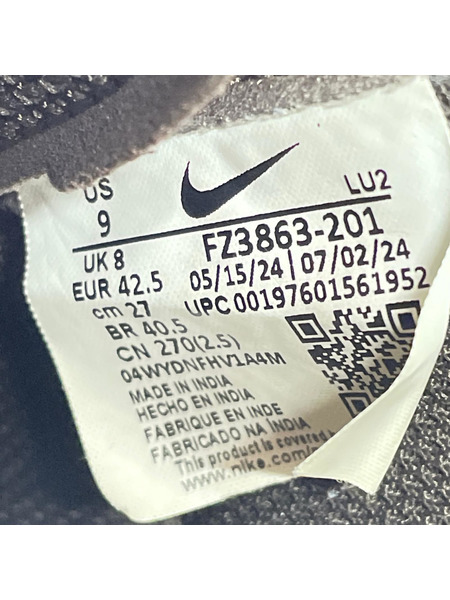 US
9
LU2
UK 8
FZ3863-201
EUR 42.5
05/15/24 | 07/02/24
cm 27
UPC 00197601561952
BR 40.5
CN 270(2.5)
04WYDNFHV1A4M
MADE IN INDIA
HECHO EN INDIA
FABRIQUE EN INDE
FABRICADO NA ÍNDIA
This product is covered
www.nike.com/